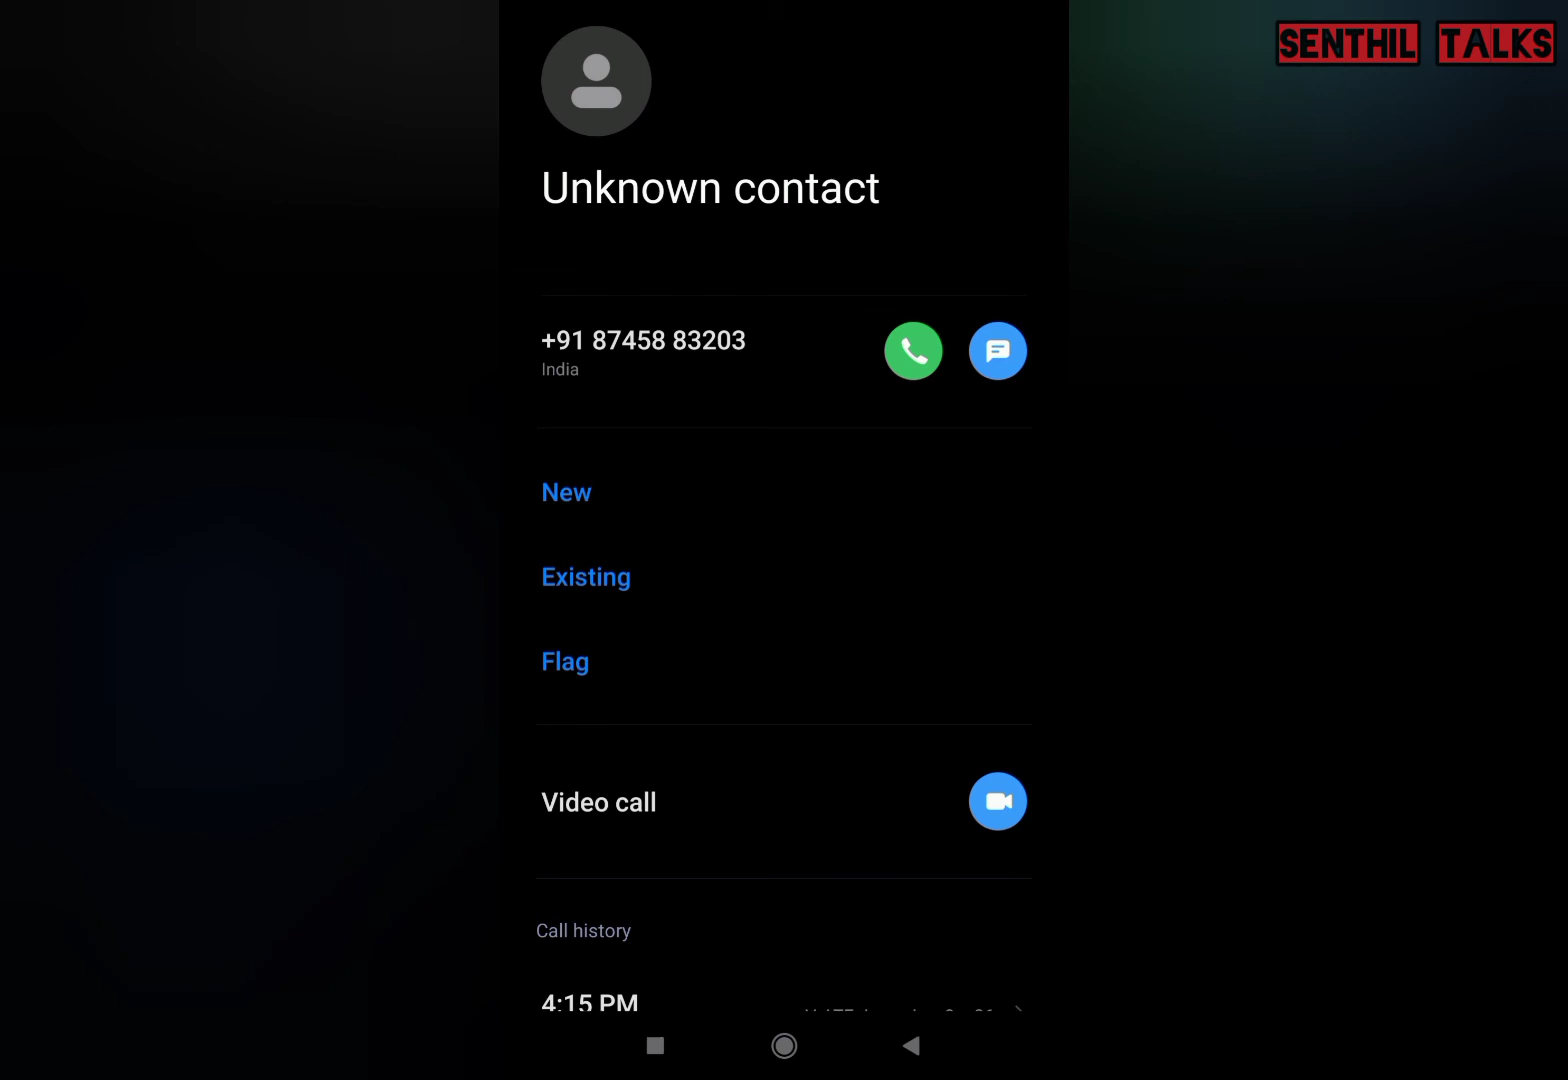 SENTHIL TALKS
Unknown contact
+91 87458 83203
India
New
Existing
Flag
Video call
Call history
4:15 PM